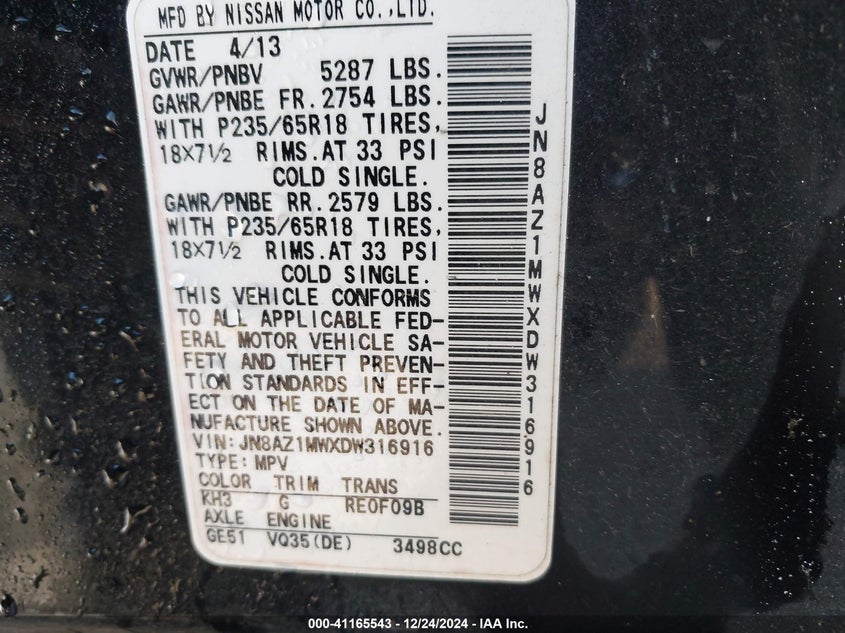 MFD BY NISSAN MOTOR CO.,LTD.
DATE 4/13
GVWR/PNBV 5287 LBS.
GAWR/PNBE FR.2754 LBS.
WITH P235/65R18 TIRES,
18X7½ RIMS.AT 33 PSI
COLD SINGLE.
GAWR/PNBE RR.2579 LBS.
WITH P235/65R18 TIRES,
18X7½ RIMS.AT 33 PSI
COLD SINGLE.
THIS VEHICLE CONFORMS
TO ALL APPLICABLE FED-
ERAL MOTOR VEHICLE SA-
FETY AND THEFT PREVEN-
TION STANDARDS IN EFF-
ECT ON THE DATE OF MA-
NUFACTURE SHOWN ABOVE.
VIN:JN8AZ1MWXDW316916
TYPE:MPV
COLOR TRIM TRANS
KH3 G RE0F09B
AXLE ENGINE
GE51 VQ35(DE) 3498CC
JN8AZ1MWXDW316916
000-41165543 / 12/24/2024 - IAA Inc.